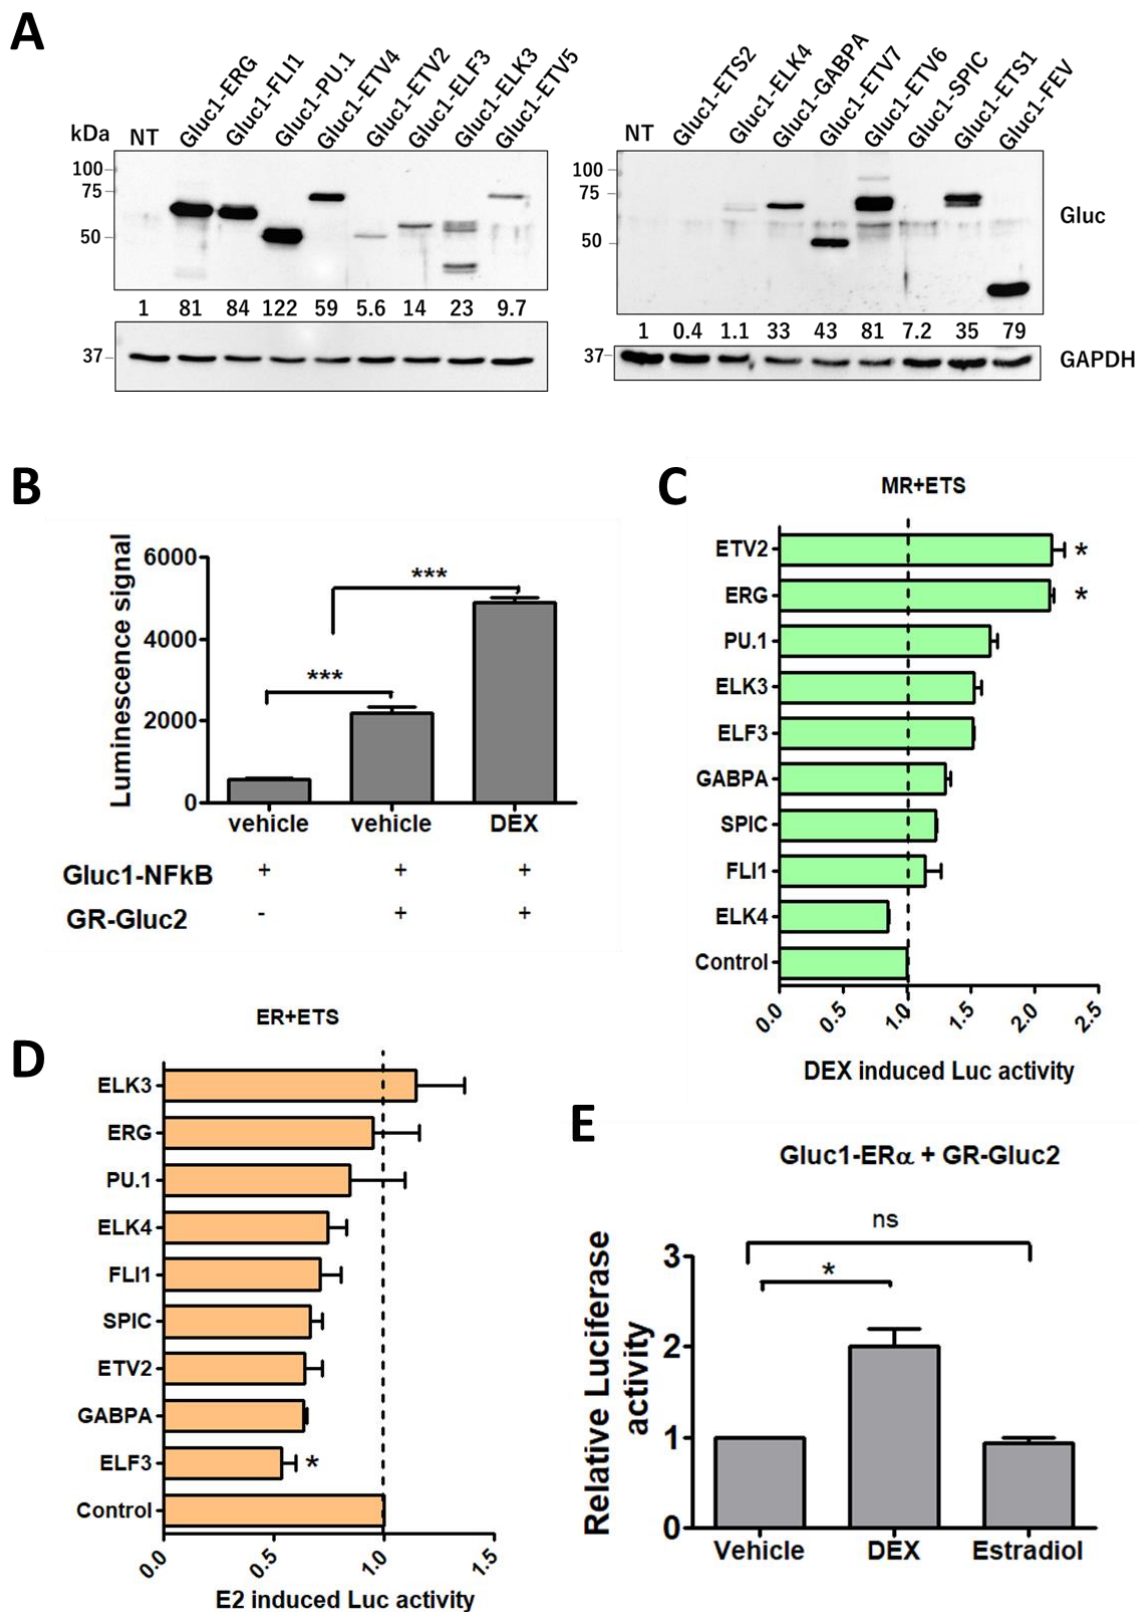 A
kDa NT Gluc1-ERG Gluc1-FLI1 Gluc1-PU.1 Gluc1-ETV4 Gluc1-ETV2 Gluc1-ELF3 Gluc1-ELK3 Gluc1-ETV5
100
75
50
1 81 84 122 59 5.6 14 23 9.7
37
NT Gluc1-ETS2 Gluc1-ELK4 Gluc1-GABPA Gluc1-ETV7 Gluc1-ETV6 Gluc1-SPIC Gluc1-ETS1 Gluc1-FEV
100
75
50
Gluc
1 0.4 1.1 33 43 81 7.2 35 79
37
GAPDH
B
Luminescence signal
6000
4000
2000
0
***
***
vehicle vehicle DEX
Gluc1-NFkB + + +
GR-Gluc2 - + +
C
MR+ETS
ETV2 *
ERG *
PU.1
ELK3
ELF3
GABPA
SPIC
FLI1
ELK4
Control
0.0 0.5 1.0 1.5 2.0 2.5
DEX induced Luc activity
D
ER+ETS
ELK3
ERG
PU.1
ELK4
FLI1
SPIC
ETV2
GABPA
ELF3 *
Control
0.0 0.5 1.0 1.5
E2 induced Luc activity
E
Gluc1-ERα + GR-Gluc2
Relative Luciferase
activity
3
2
1
0
ns
*
Vehicle DEX Estradiol